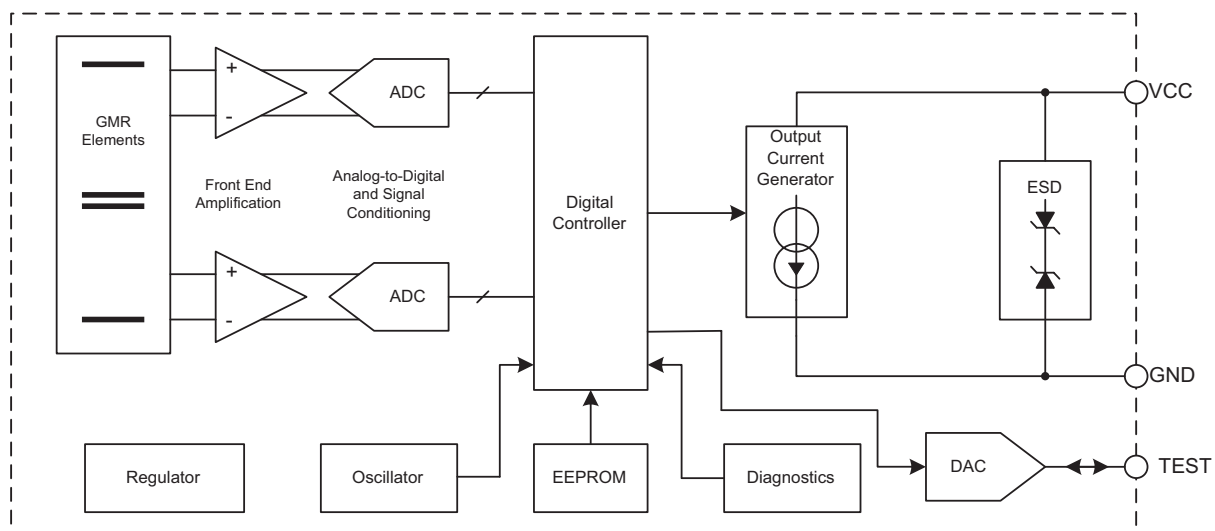 GMR
Elements
+
-
Front End
Amplification
+
-
ADC
Analog-to-Digital
and Signal
Conditioning
ADC
Digital
Controller
Output
Current
Generator
ESD
VCC
GND
Regulator
Oscillator
EEPROM
Diagnostics
DAC
TEST